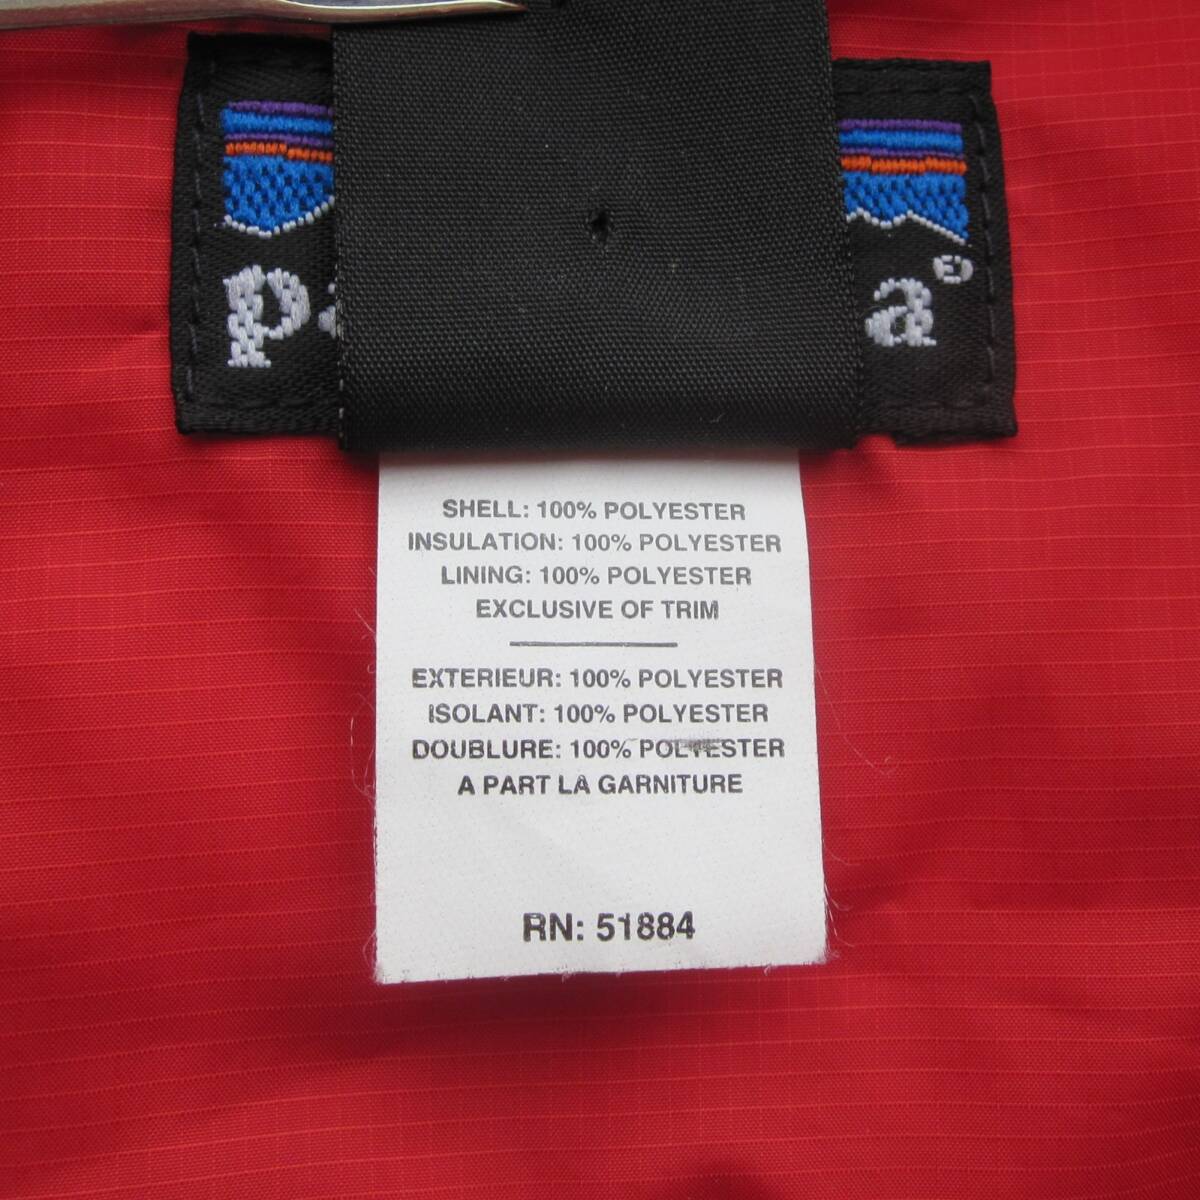 pa a®
SHELL: 100% POLYESTER
INSULATION: 100% POLYESTER
LINING: 100% POLYESTER
EXCLUSIVE OF TRIM
EXTERIEUR: 100% POLYESTER
ISOLANT: 100% POLYESTER
DOUBLURE: 100% POLYESTER
A PART LA GARNITURE
RN: 51884